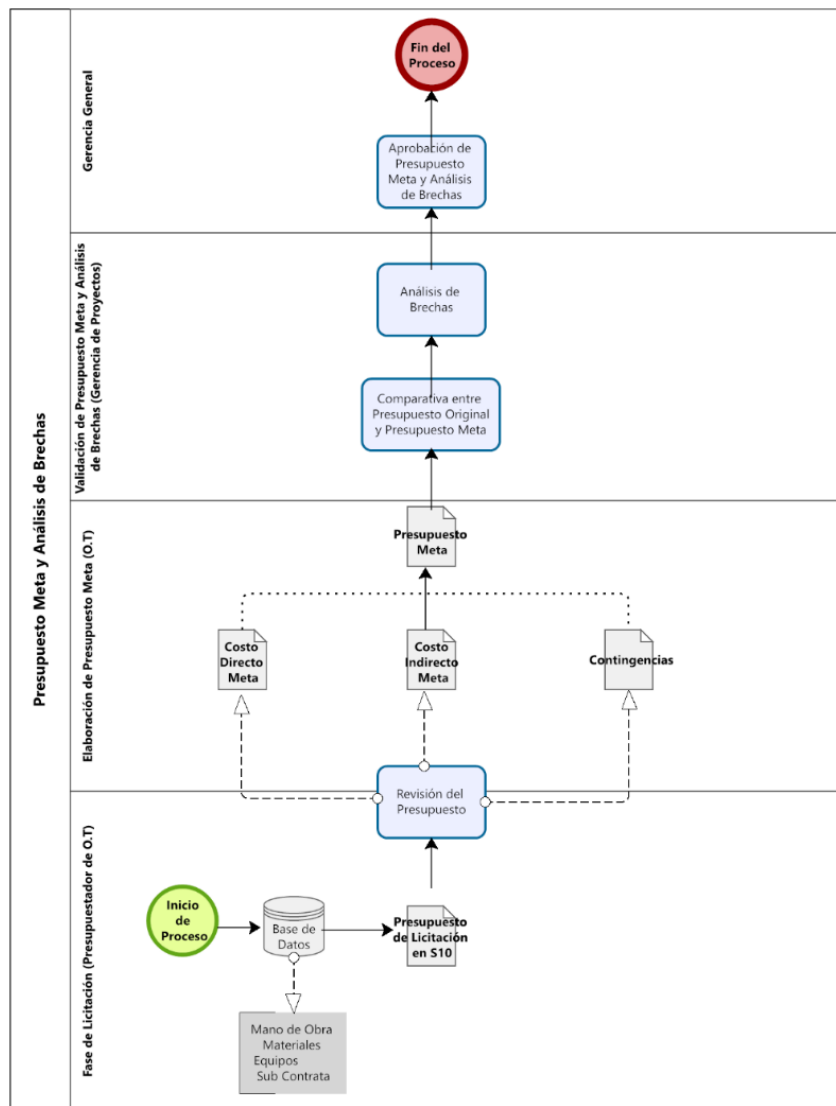 Presupuesto Meta y Análisis de Brechas
Gerencia General
Fin del
Proceso
Aprobación de
Presupuesto
Meta y Análisis
de Brechas
Validación de Presupuesto Meta y Análisis
de Brechas (Gerencia de Proyectos)
Análisis de
Brechas
Comparativa entre
Presupuesto Original
y Presupuesto Meta
Elaboración de Presupuesto Meta (O.T)
Presupuesto
Meta
Costo
Directo
Meta
Costo
Indirecto
Meta
Contingencias
Revisión del
Presupuesto
Fase de Licitación (Presupuestador de O.T)
Inicio
de
Proceso
Base de
Datos
Presupuesto
de Licitación
en S10
Mano de Obra
Materiales
Equipos
Sub Contrata